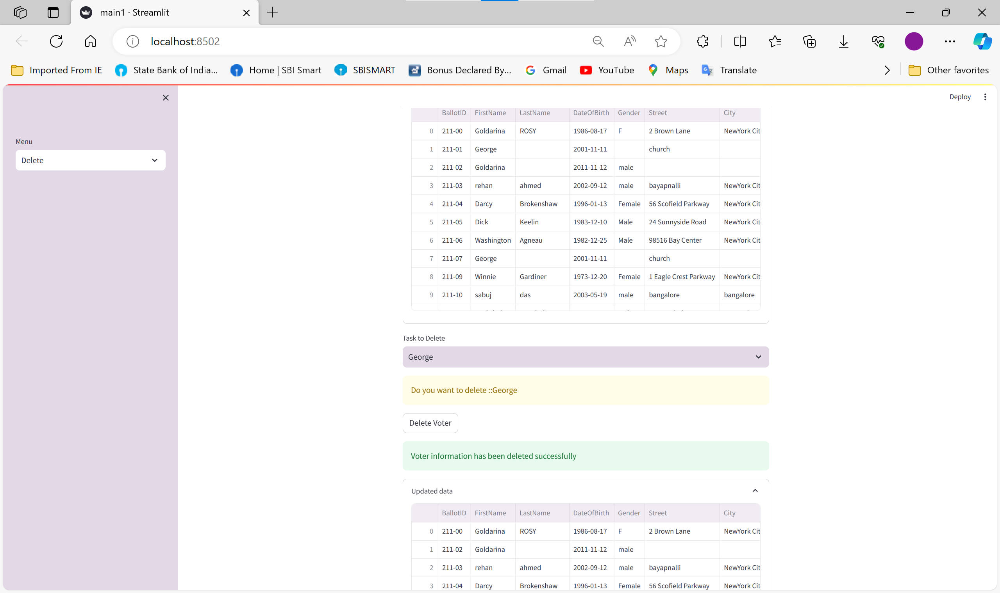 main1 · Streamlit
localhost:8502
Imported From IE State Bank of India... Home | SBI Smart SBISMART Bonus Declared By... Gmail YouTube Maps Translate Other favorites
Deploy
Menu
Delete
BallotID FirstName LastName DateOfBirth Gender Street City
0 211-00 Goldarina ROSY 1986-08-17 F 2 Brown Lane NewYork Cit
1 211-01 George 2001-11-11 church
2 211-02 Goldarina 2011-11-12 male
3 211-03 rehan ahmed 2002-09-12 male bayapnalli NewYork Cit
4 211-04 Darcy Brokenshaw 1996-01-13 Female 56 Scofield Parkway NewYork Cit
5 211-05 Dick Keelin 1983-12-10 Male 24 Sunnyside Road NewYork Cit
6 211-06 Washington Agneau 1982-12-25 Male 98516 Bay Center NewYork Cit
7 211-07 George 2001-11-11 church
8 211-09 Winnie Gardiner 1973-12-20 Female 1 Eagle Crest Parkway NewYork Cit
9 211-10 sabuj das 2003-05-19 male bangalore bangalore
Task to Delete
George
Do you want to delete ::George
Delete Voter
Voter information has been deleted successfully
Updated data
BallotID FirstName LastName DateOfBirth Gender Street City
0 211-00 Goldarina ROSY 1986-08-17 F 2 Brown Lane NewYork Cit
1 211-02 Goldarina 2011-11-12 male
2 211-03 rehan ahmed 2002-09-12 male bayapnalli NewYork Cit
3 211-04 Darcy Brokenshaw 1996-01-13 Female 56 Scofield Parkway NewYork Cit